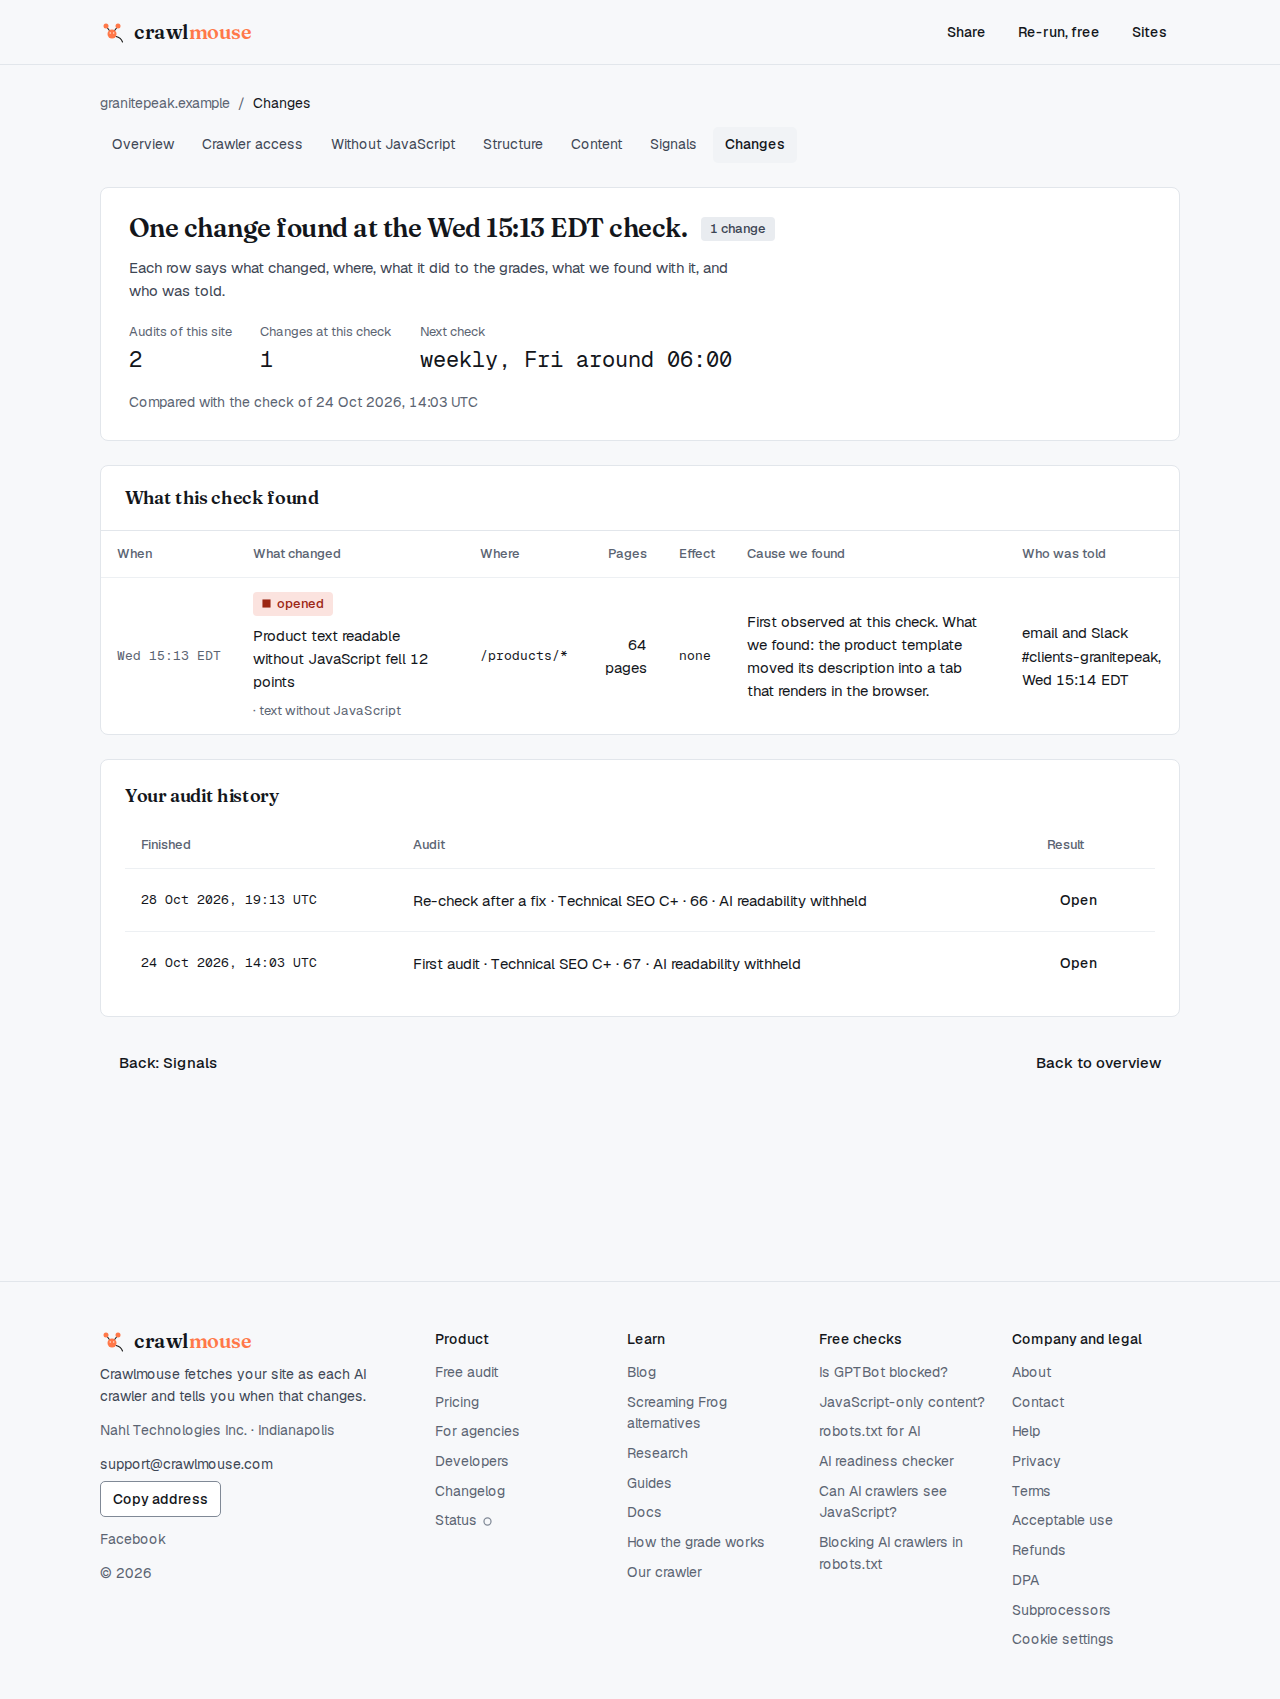 crawlmouse
Share
Re-run, free
Sites
granitepeak.example / Changes
Overview
Crawler access
Without JavaScript
Structure
Content
Signals
Changes
One change found at the Wed 15:13 EDT check.
1 change
Each row says what changed, where, what it did to the grades, what we found with it, and
who was told.
Audits of this site
2
Changes at this check
1
Next check
weekly, Fri around 06:00
Compared with the check of 24 Oct 2026, 14:03 UTC
What this check found
When
What changed
Where
Pages
Effect
Cause we found
Who was told
Wed 15:13 EDT
opened
Product text readable
without JavaScript fell 12
points
· text without JavaScript
/products/*
64
pages
none
First observed at this check. What
we found: the product template
moved its description into a tab
that renders in the browser.
email and Slack
#clients-granitepeak,
Wed 15:14 EDT
Your audit history
Finished
Audit
Result
28 Oct 2026, 19:13 UTC
Re-check after a fix · Technical SEO C+ · 66 · AI readability withheld
Open
24 Oct 2026, 14:03 UTC
First audit · Technical SEO C+ · 67 · AI readability withheld
Open
Back: Signals
Back to overview
crawlmouse
Crawlmouse fetches your site as each AI
crawler and tells you when that changes.
Nahl Technologies Inc. · Indianapolis
support@crawlmouse.com
Copy address
Facebook
© 2026
Product
Free audit
Pricing
For agencies
Developers
Changelog
Status
Learn
Blog
Screaming Frog
alternatives
Research
Guides
Docs
How the grade works
Our crawler
Free checks
Is GPTBot blocked?
JavaScript-only content?
robots.txt for AI
AI readiness checker
Can AI crawlers see
JavaScript?
Blocking AI crawlers in
robots.txt
Company and legal
About
Contact
Help
Privacy
Terms
Acceptable use
Refunds
DPA
Subprocessors
Cookie settings